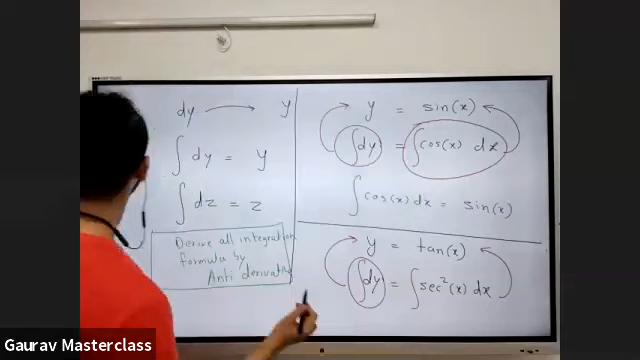 dy → y
∫dy = y
∫dz = z
Derive all integration
formula by
Anti derivative
y = sin(x)
∫dy = ∫cos(x) dx
∫cos(x) dx = sin(x)
y = tan(x)
∫dy = ∫sec²(x) dx
Gaurav Masterclass